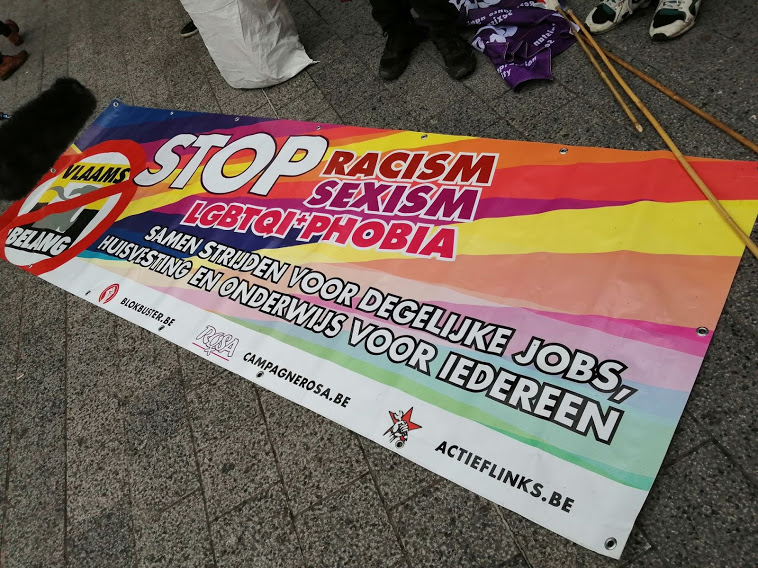 VLAAMS
BELANG
STOP RACISM
SEXISM
LGBTQI+PHOBIA
SAMEN STRIJDEN VOOR DEGELIJKE JOBS,
HUISVESTING EN ONDERWIJS VOOR IEDEREEN
BLOKBUSTER.BE
ROSA
CAMPAGNEROSA.BE
ACTIEFLINKS.BE